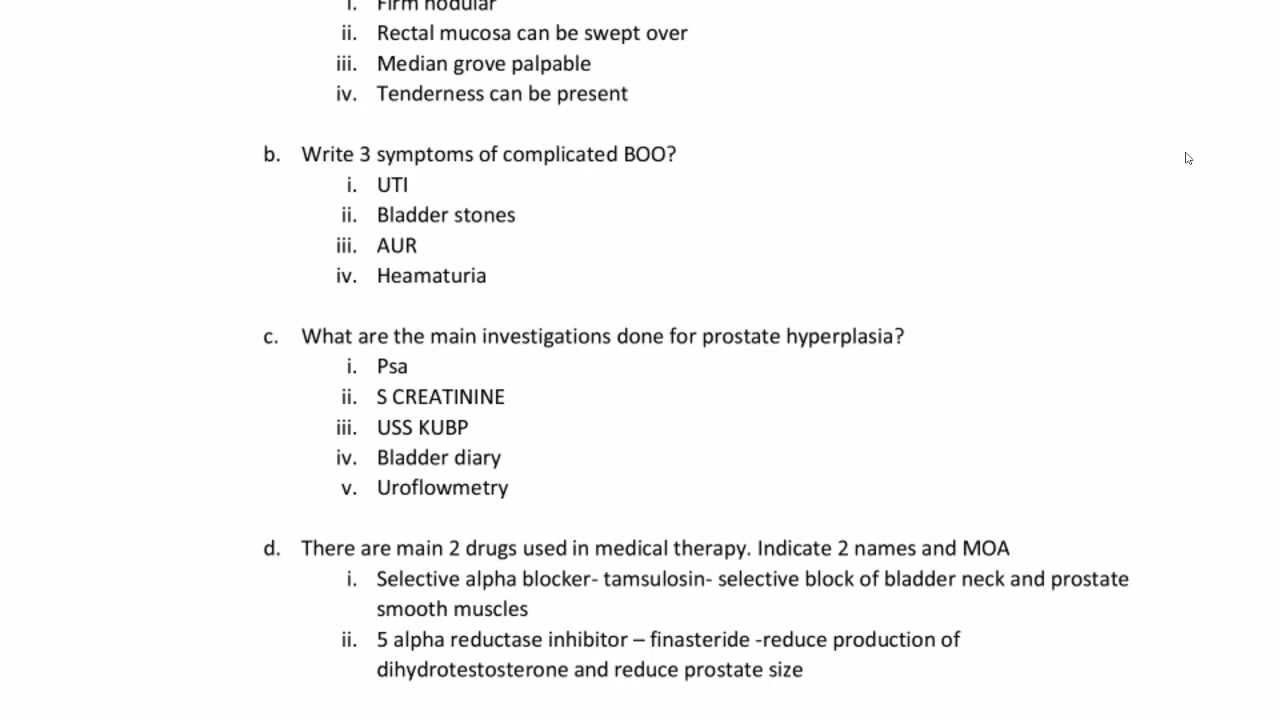 i. Firm nodular
ii. Rectal mucosa can be swept over
iii. Median grove palpable
iv. Tenderness can be present
b. Write 3 symptoms of complicated BOO?
i. UTI
ii. Bladder stones
iii. AUR
iv. Heamaturia
c. What are the main investigations done for prostate hyperplasia?
i. Psa
ii. S CREATININE
iii. USS KUBP
iv. Bladder diary
v. Uroflowmetry
d. There are main 2 drugs used in medical therapy. Indicate 2 names and MOA
i. Selective alpha blocker- tamsulosin- selective block of bladder neck and prostate
smooth muscles
ii. 5 alpha reductase inhibitor – finasteride -reduce production of
dihydrotestosterone and reduce prostate size